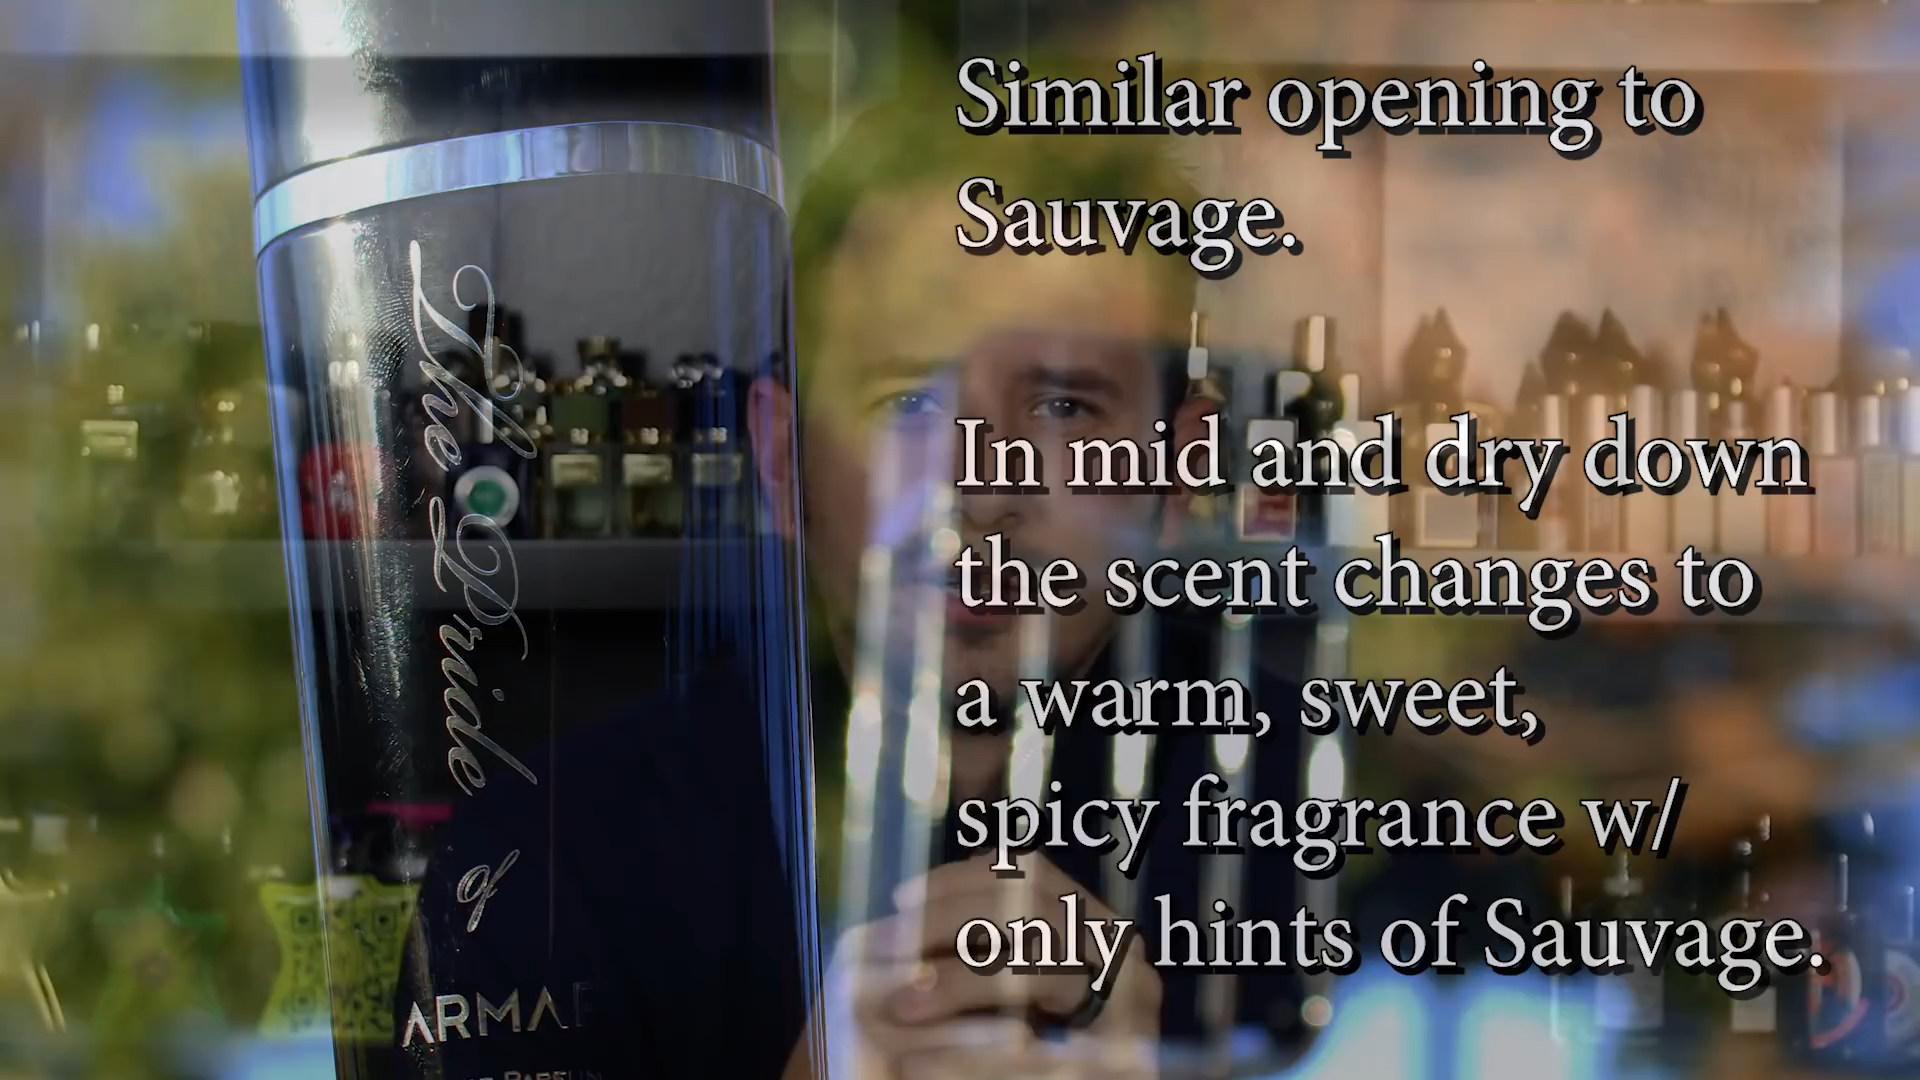 Similar opening to
Sauvage.
In mid and dry down
the scent changes to
a warm, sweet,
spicy fragrance w/
only hints of Sauvage.
The Pride
of
ARMAF